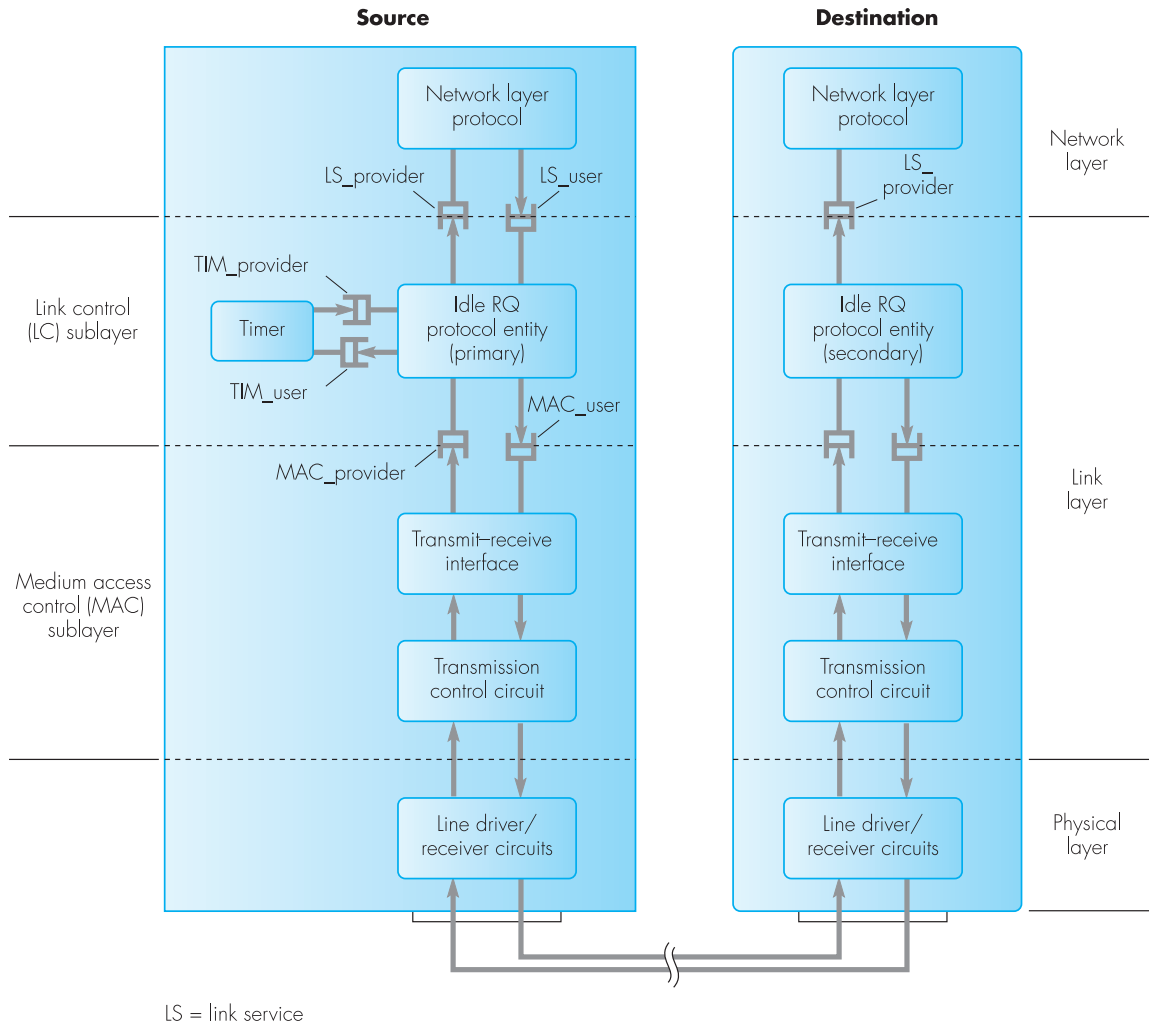 Source
Destination
Network layer
protocol
Network layer
protocol
Network
layer
LS_provider
LS_user
LS_
provider
TIM_provider
Link control
(LC) sublayer
Timer
Idle RQ
protocol entity
(primary)
Idle RQ
protocol entity
(secondary)
TIM_user
MAC_user
MAC_provider
Link
layer
Transmit–receive
interface
Transmit–receive
interface
Medium access
control (MAC)
sublayer
Transmission
control circuit
Transmission
control circuit
Line driver/
receiver circuits
Line driver/
receiver circuits
Physical
layer
LS = link service